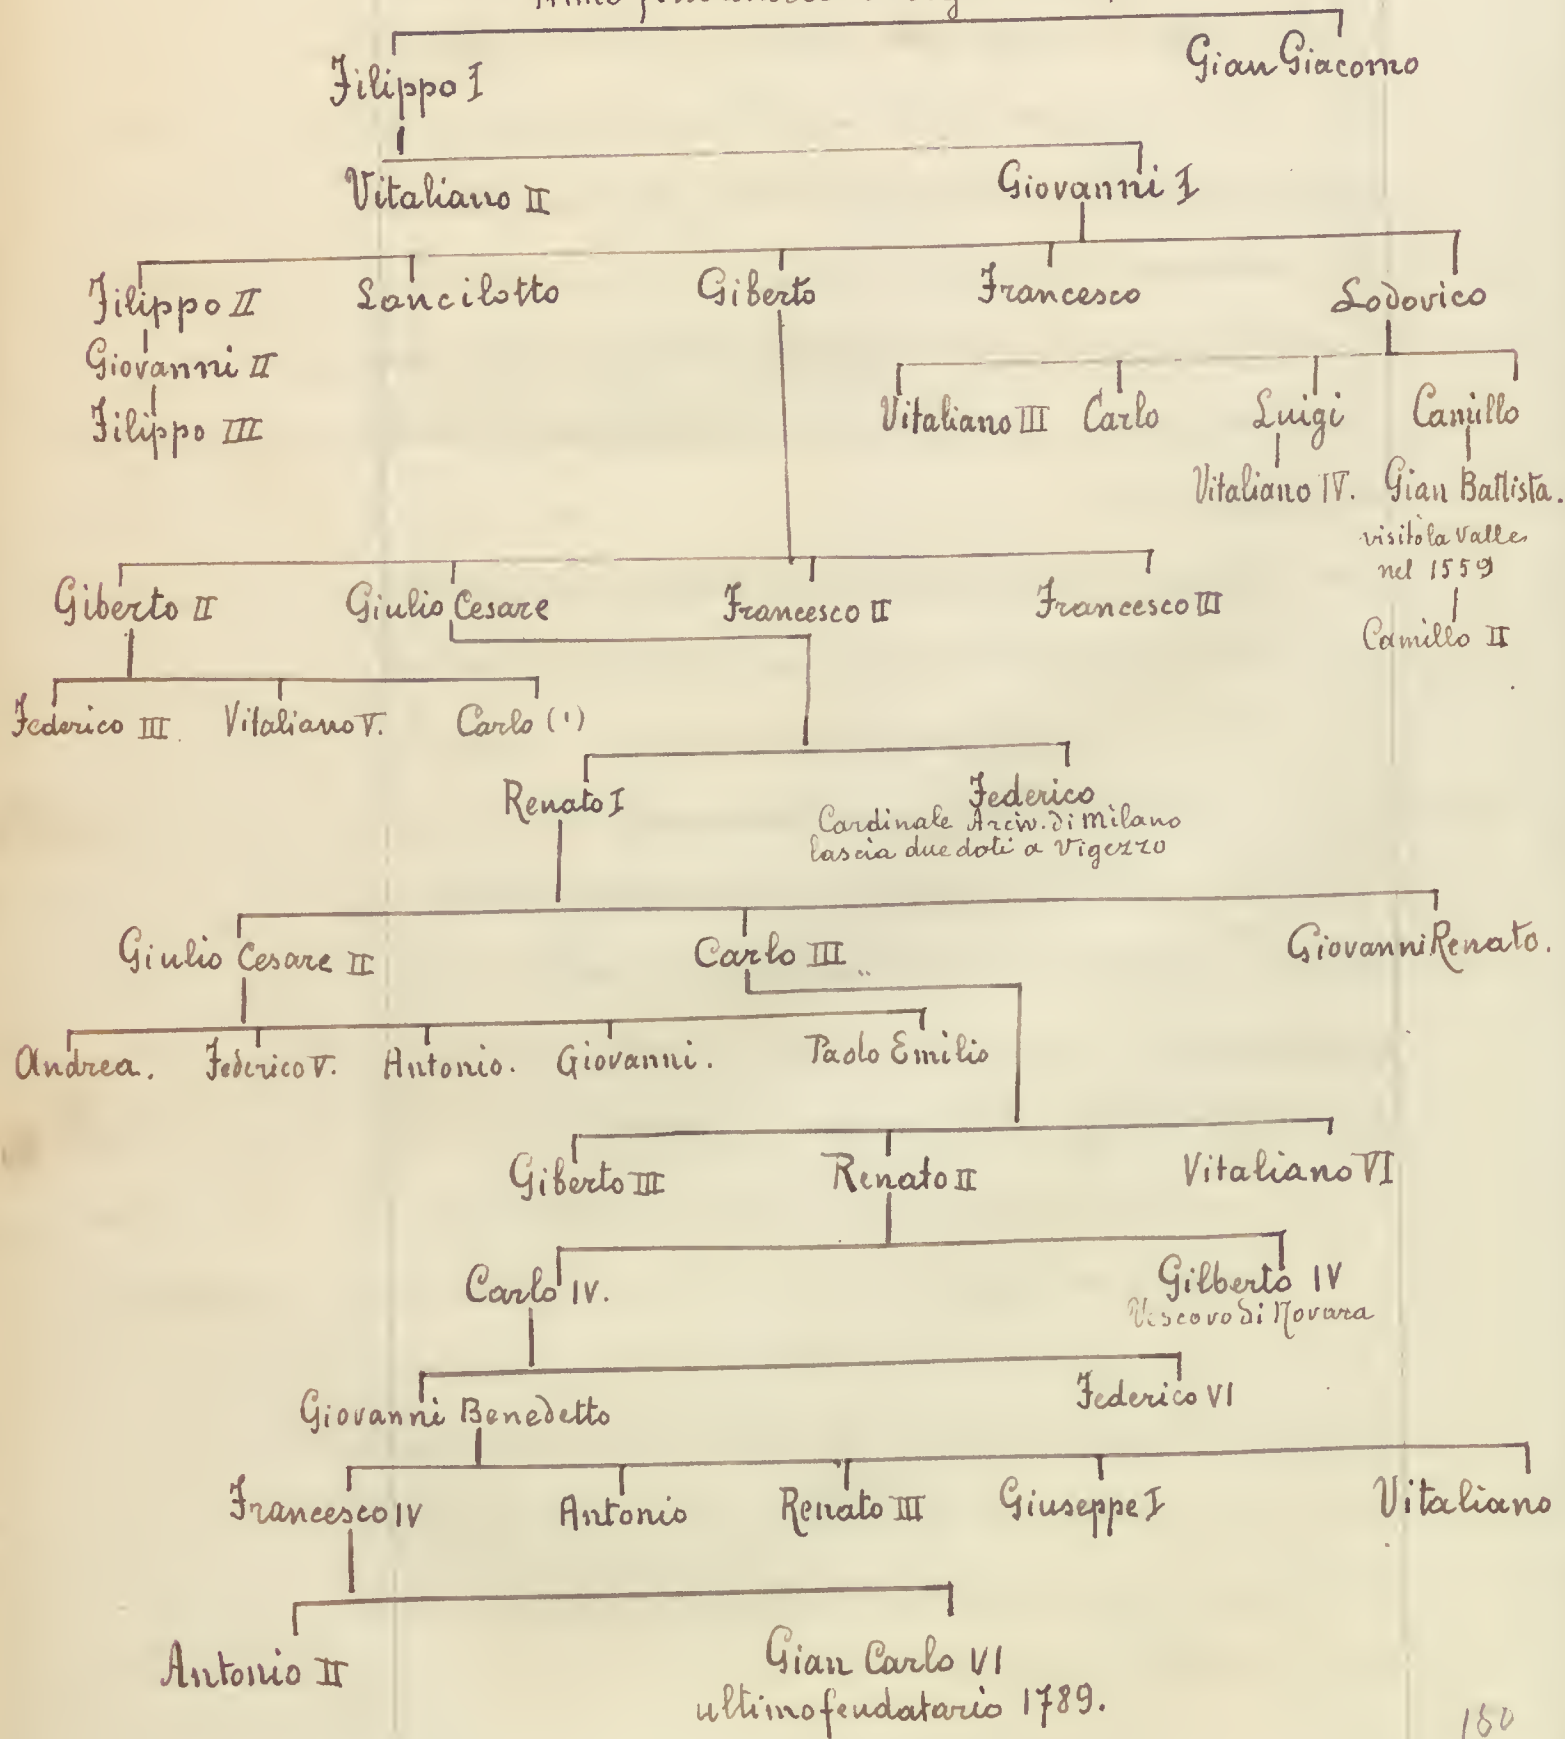 Filippo I
Gian Giacomo
Vitaliano II
Giovanni I
Filippo II
Lancilotto
Giberto
Francesco
Lodovico
Giovanni II
Filippo III
Vitaliano III
Carlo
Luigi
Camillo
Vitaliano IV.
Gian Battista.
visitò la Valle
nel 1559
Camillo II
Giberto II
Giulio Cesare
Francesco II
Francesco III
Federico III
Vitaliano V.
Carlo (1)
Renato I
Federico
Cardinale Arciv. di Milano
lascia due doti a Vigezzo
Giulio Cesare II
Carlo III
Giovanni Renato.
Andrea.
Federico V.
Antonio.
Giovanni.
Paolo Emilio
Giberto III
Renato II
Vitaliano VI
Carlo IV.
Gilberto IV
Vescovo di Novara
Giovanni Benedetto
Federico VI
Francesco IV
Antonio
Renato III
Giuseppe I
Vitaliano
Antonio II
Gian Carlo VI
ultimo feudatario 1789.
180